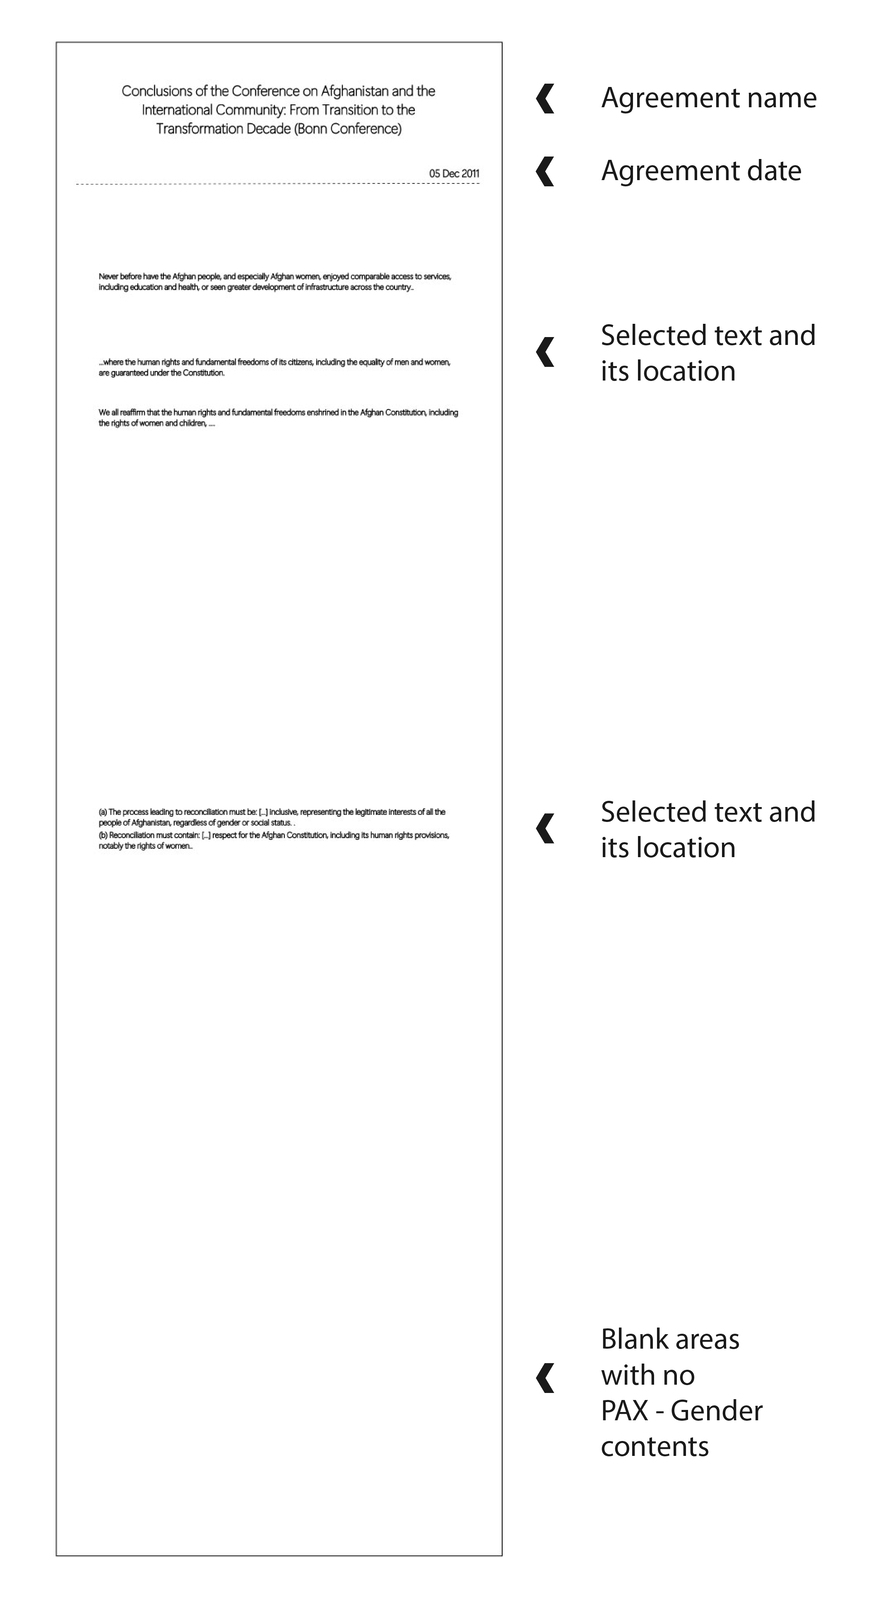 Conclusions of the Conference on Afghanistan and the
International Community: From Transition to the
Transformation Decade (Bonn Conference)
Agreement name
05 Dec 2011
Agreement date
Never before have the Afghan people, and especially Afghan women, enjoyed comparable access to services,
including education and health, or seen greater development of infrastructure across the country..
...where the human rights and fundamental freedoms of its citizens, including the equality of men and women,
are guaranteed under the Constitution.
Selected text and
its location
We all reaffirm that the human rights and fundamental freedoms enshrined in the Afghan Constitution, including
the rights of women and children, ....
(a) The process leading to reconciliation must be: [...] inclusive, representing the legitimate interests of all the
people of Afghanistan, regardless of gender or social status. .
(b) Reconciliation must contain: [...] respect for the Afghan Constitution, including its human rights provisions,
notably the rights of women..
Selected text and
its location
Blank areas
with no
PAX - Gender
contents